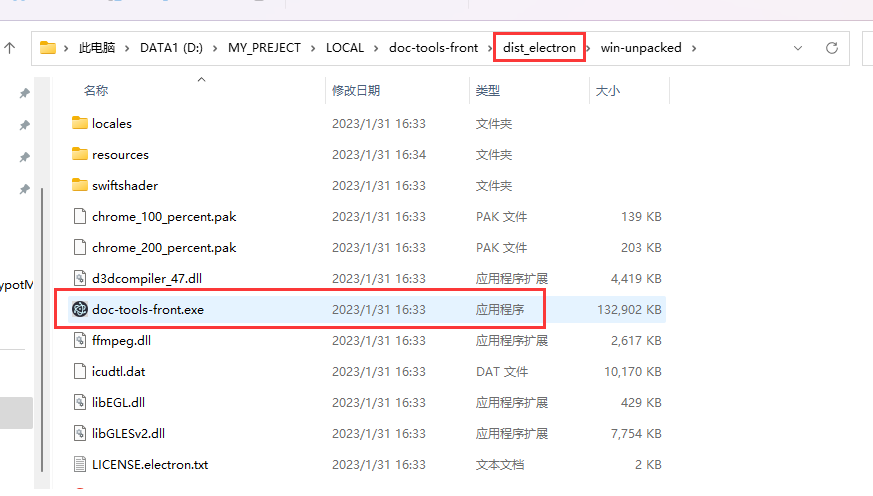 此电脑 DATA1 (D:) MY_PREJECT LOCAL doc-tools-front dist_electron win-unpacked
名称 修改日期 类型 大小
locales 2023/1/31 16:33 文件夹
resources 2023/1/31 16:34 文件夹
swiftshader 2023/1/31 16:33 文件夹
chrome_100_percent.pak 2023/1/31 16:33 PAK 文件 139 KB
chrome_200_percent.pak 2023/1/31 16:33 PAK 文件 203 KB
d3dcompiler_47.dll 2023/1/31 16:33 应用程序扩展 4,419 KB
ypotM
doc-tools-front.exe 2023/1/31 16:33 应用程序 132,902 KB
ffmpeg.dll 2023/1/31 16:33 应用程序扩展 2,617 KB
icudtl.dat 2023/1/31 16:33 DAT 文件 10,170 KB
libEGL.dll 2023/1/31 16:33 应用程序扩展 429 KB
libGLESv2.dll 2023/1/31 16:33 应用程序扩展 7,754 KB
LICENSE.electron.txt 2023/1/31 16:33 文本文档 2 KB